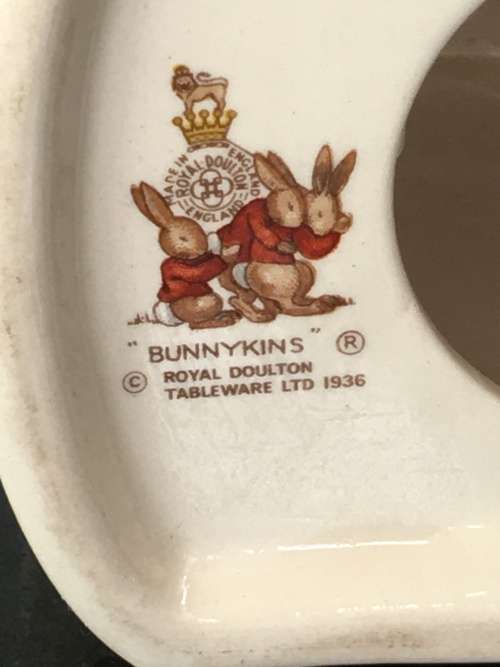 MADE IN ENGLAND
ROYAL DOULTON
ENGLAND
"BUNNYKINS" ®
© ROYAL DOULTON
TABLEWARE LTD 1936